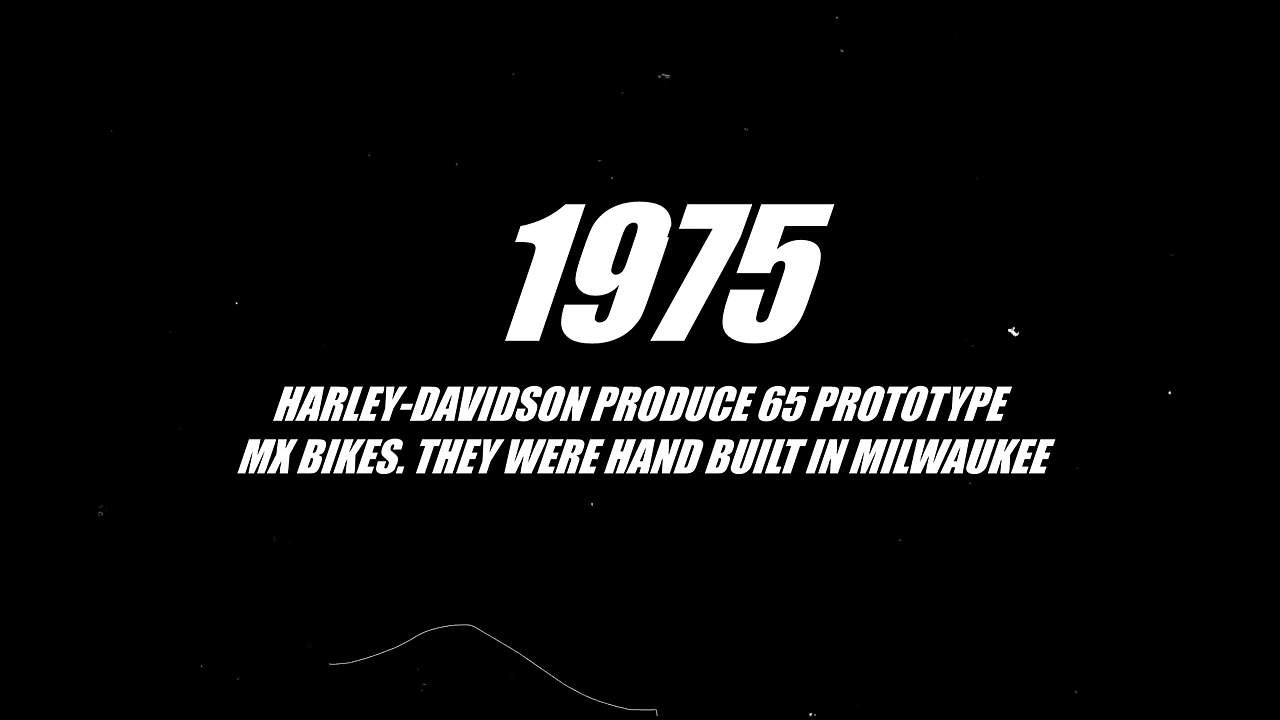 1975
HARLEY-DAVIDSON PRODUCE 65 PROTOTYPE
MX BIKES. THEY WERE HAND BUILT IN MILWAUKEE